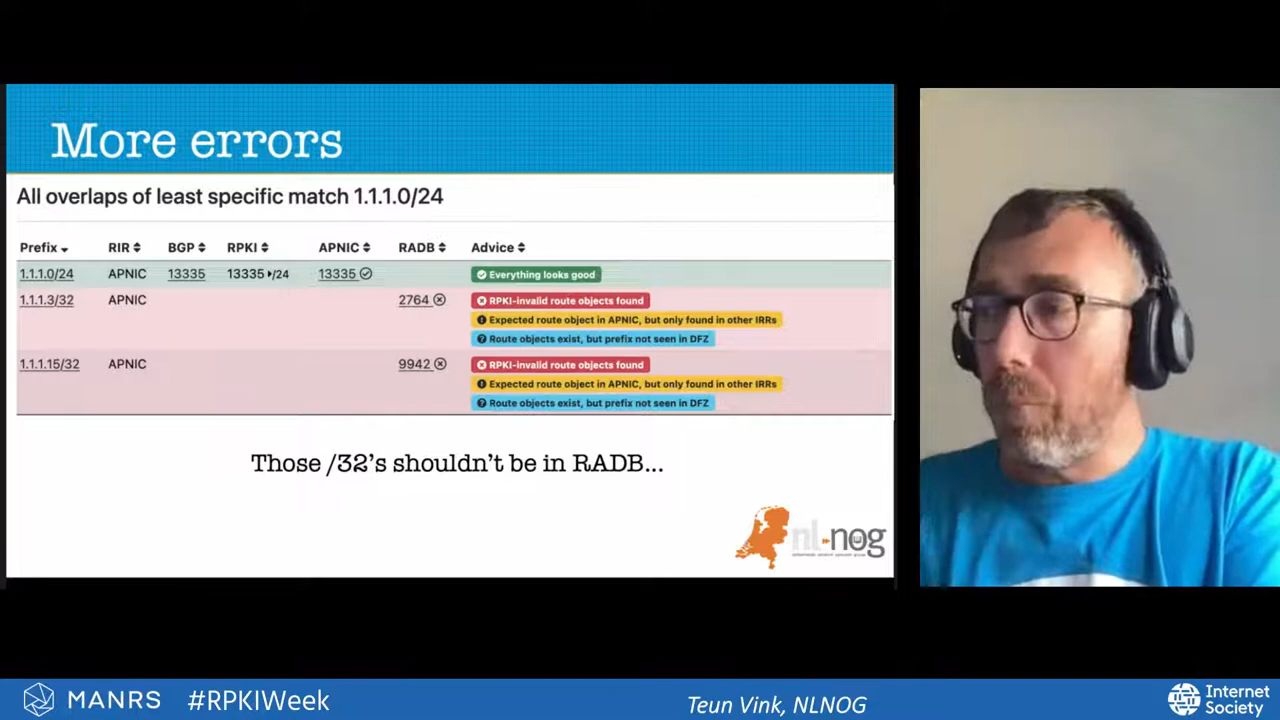 More errors
All overlaps of least specific match 1.1.1.0/24
Prefix RIR BGP RPKI APNIC RADB Advice
1.1.1.0/24 APNIC 13335 13335 /24 13335 Everything looks good
1.1.1.3/32 APNIC 2764 RPKI-invalid route objects found
Expected route object in APNIC, but only found in other IRRs
Route objects exist, but prefix not seen in DFZ
1.1.1.15/32 APNIC 9942 RPKI-invalid route objects found
Expected route object in APNIC, but only found in other IRRs
Route objects exist, but prefix not seen in DFZ
Those /32's shouldn't be in RADB...
nl-nog
MANRS #RPKIWeek
Teun Vink, NLNOG
Internet
Society